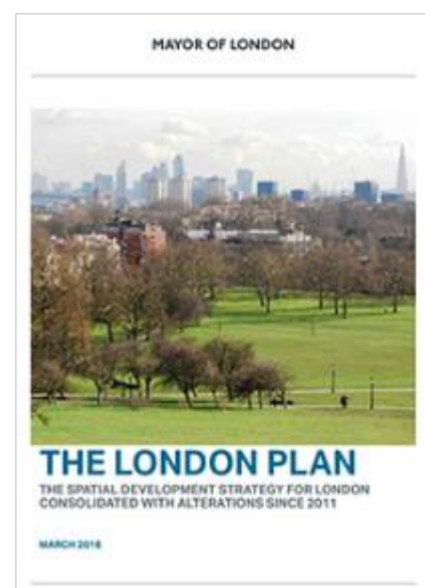 MAYOR OF LONDON
THE LONDON PLAN
THE SPATIAL DEVELOPMENT STRATEGY FOR LONDON
CONSOLIDATED WITH ALTERATIONS SINCE 2011
MARCH 2016